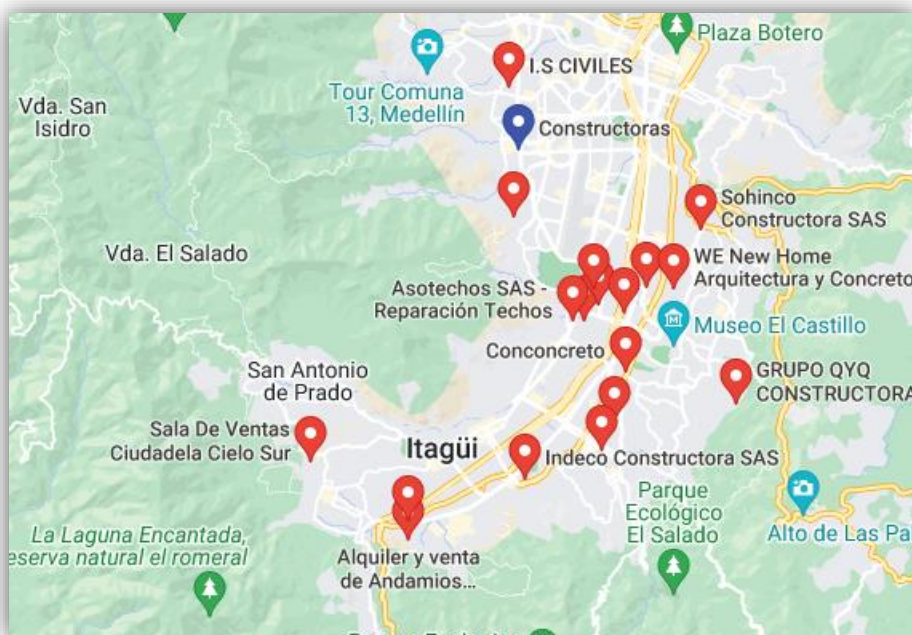 Plaza Botero
I.S CIVILES
Tour Comuna
13, Medellín
Vda. San
Isidro
Constructoras
Sohinco
Constructora SAS
Vda. El Salado
WE New Home
Arquitectura y Concreto
Asotechos SAS -
Reparación Techos
Museo El Castillo
Conconcreto
San Antonio
de Prado
GRUPO QYQ
CONSTRUCTORA
Sala De Ventas
Ciudadela Cielo Sur
Itagüi
Indeco Constructora SAS
Parque
Ecológico
El Salado
La Laguna Encantada,
eserva natural el romeral
Alto de Las Pa
Alquiler y venta
de Andamios...